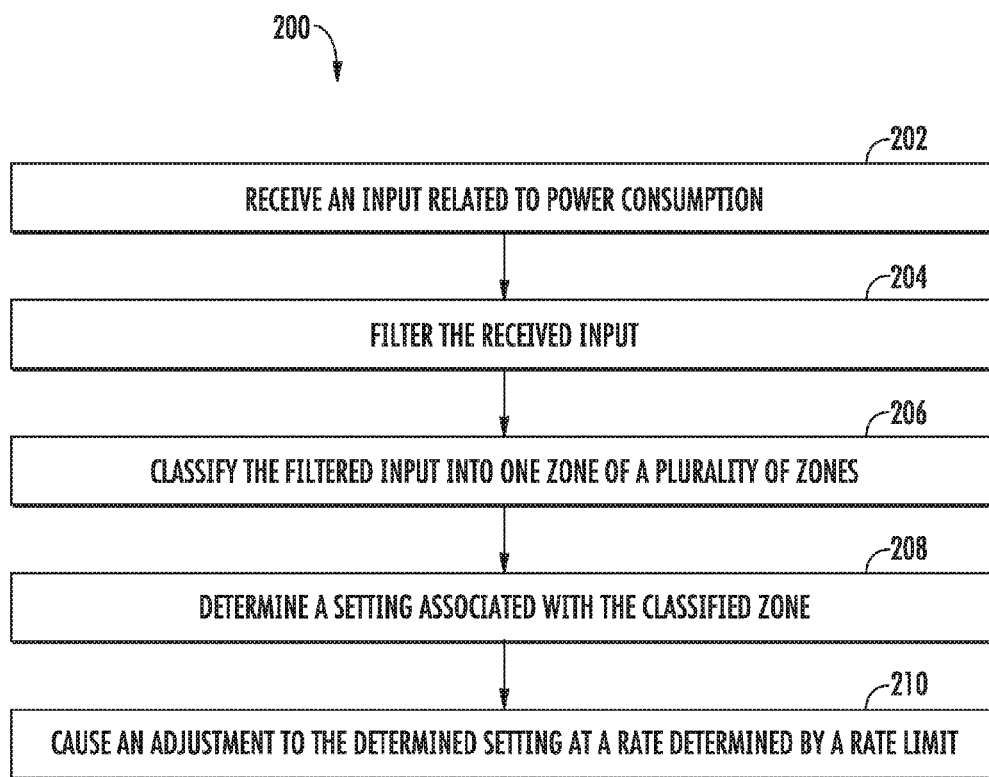 200
202
RECEIVE AN INPUT RELATED TO POWER CONSUMPTION
204
FILTER THE RECEIVED INPUT
206
CLASSIFY THE FILTERED INPUT INTO ONE ZONE OF A PLURALITY OF ZONES
208
DETERMINE A SETTING ASSOCIATED WITH THE CLASSIFIED ZONE
210
CAUSE AN ADJUSTMENT TO THE DETERMINED SETTING AT A RATE DETERMINED BY A RATE LIMIT